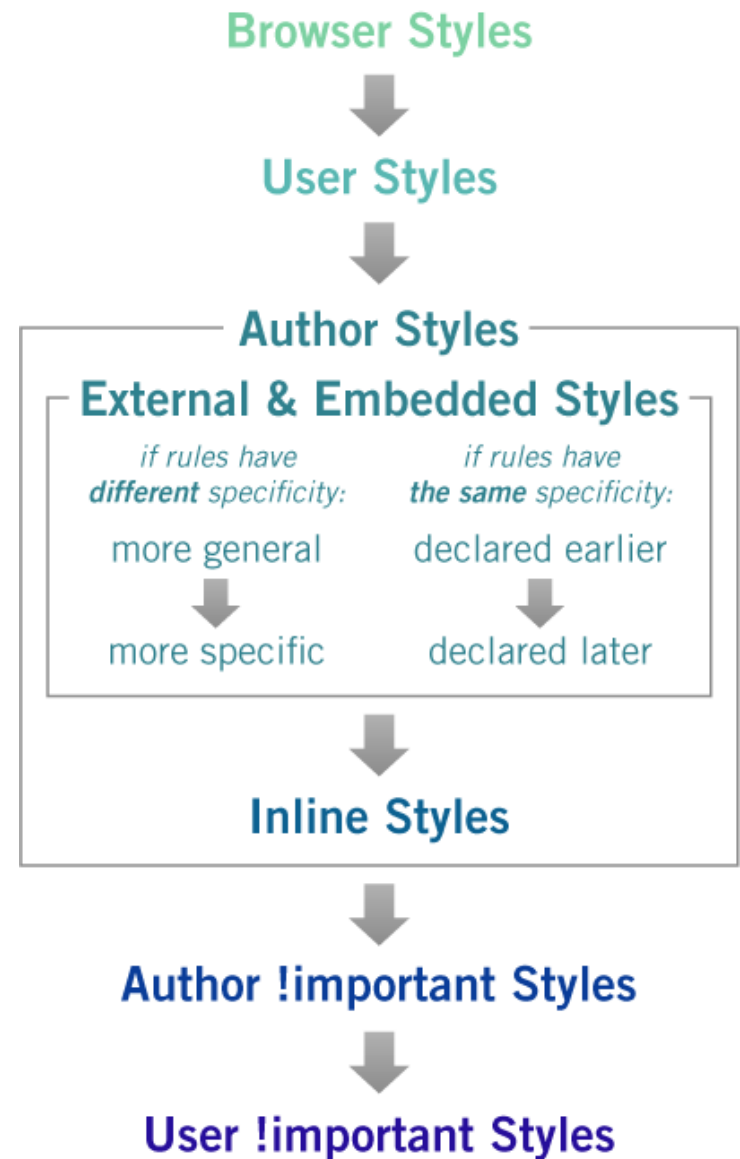 Browser Styles
User Styles
Author Styles
External & Embedded Styles
if rules have
different specificity:
more general
more specific
if rules have
the same specificity:
declared earlier
declared later
Inline Styles
Author !important Styles
User !important Styles